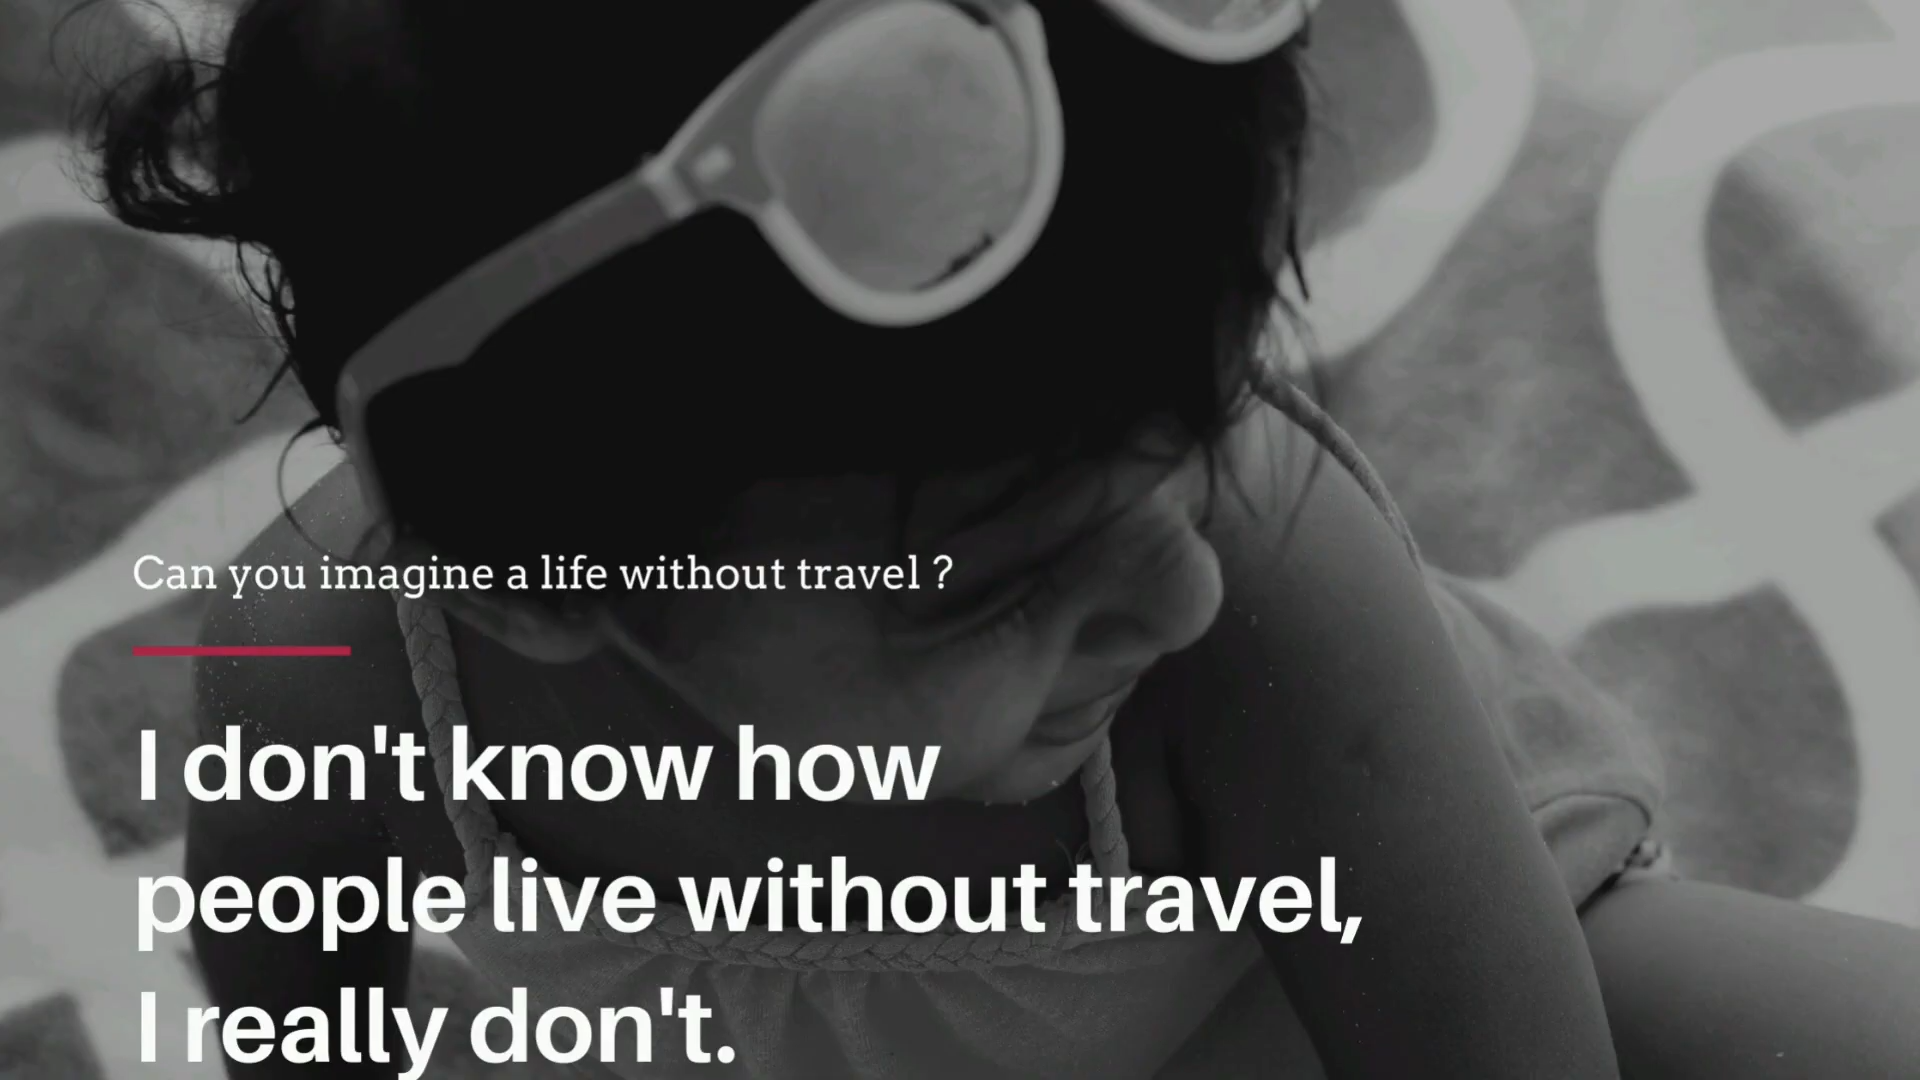 Can you imagine a life without travel ?
I don't know how
people live without travel,
I really don't.